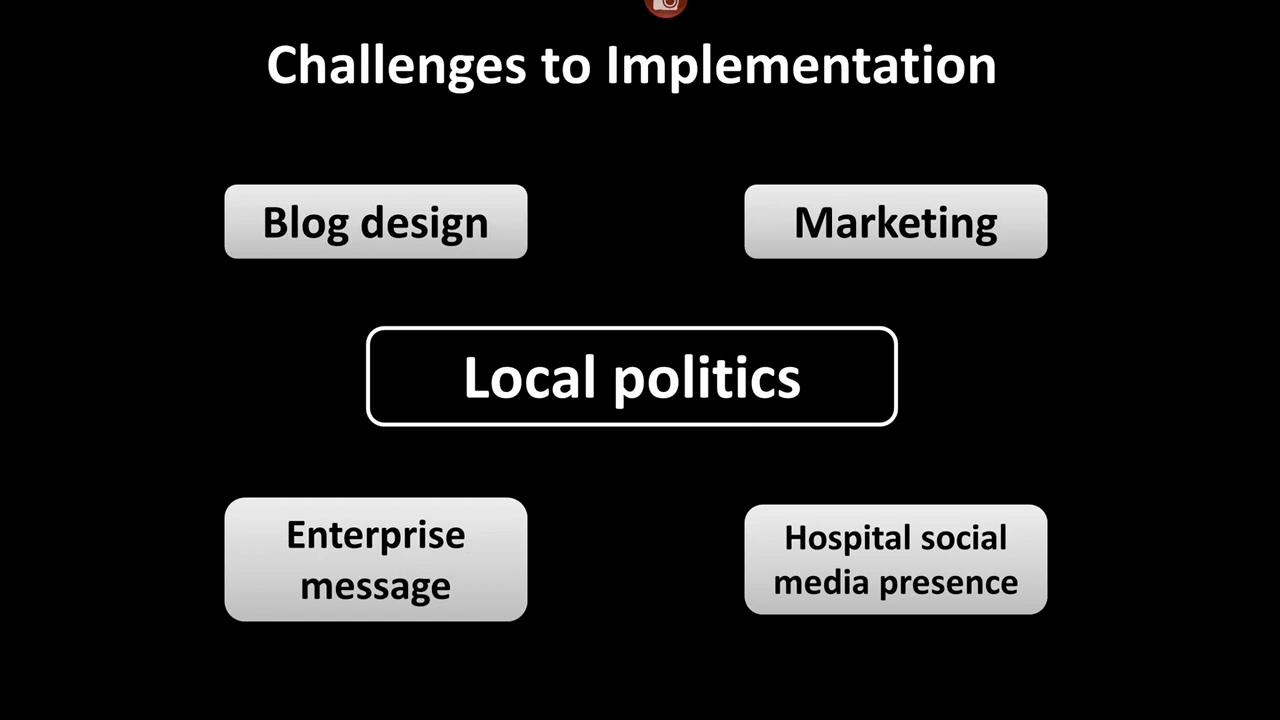 Challenges to Implementation
Blog design
Marketing
Local politics
Enterprise
message
Hospital social
media presence